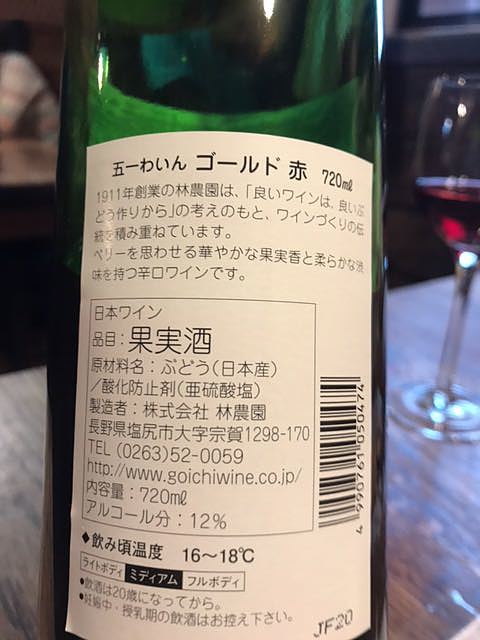 五一わいん ゴールド 赤 720㎖
1911年創業の林農園は、「良いワインは、良いぶ
どう作りから」の考えのもと、ワインづくりの伝
統を積み重ねています。
ベリーを思わせる華やかな果実香と柔らかな渋
味を持つ辛口ワインです。
日本ワイン
品目：果実酒
原材料名：ぶどう(日本産)
／酸化防止剤(亜硫酸塩)
製造者：株式会社 林農園
長野県塩尻市大字宗賀1298-170
TEL (0263)52-0059
http://www.goichiwine.co.jp/
内容量：720㎖
アルコール分：12％
◆飲み頃温度 16〜18℃
ライトボディ ミディアム フルボディ
●飲酒は20歳になってから。
●妊娠中・授乳期の飲酒はお控え下さい。
4 990761 050474
JF20